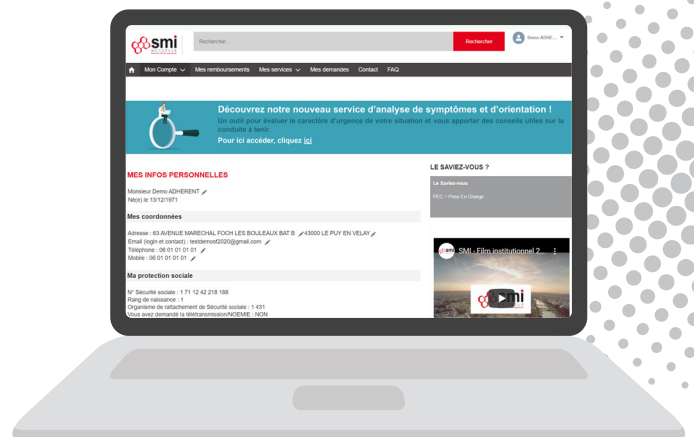 smi
Rechercher...
Rechercher
Demo ADHE...
Mon Compte
Mes remboursements
Mes services
Mes demandes
Contact
FAQ
Découvrez notre nouveau service d'analyse de symptômes et d'orientation !
Un outil pour évaluer le caractère d'urgence de votre situation et vous apporter des conseils utiles sur la
conduite à tenir.
Pour ici accéder, cliquez ici
MES INFOS PERSONNELLES
Monsieur Demo ADHERENT
Né(e) le 13/12/1971
Mes coordonnées
Adresse : 63 AVENUE MARECHAL FOCH LES BOULEAUX BAT B 43000 LE PUY EN VELAY
Email (login et contact) : testdemosf2020@gmail.com
Téléphone : 06 01 01 01 01
Mobile : 06 01 01 01 01
Ma protection sociale
N° Sécurité sociale : 1 71 12 42 218 188
Rang de naissance : 1
Organisme de rattachement de Sécurité sociale : 1 431
Vous avez demandé la télétransmission/NOEMIE : NON
LE SAVIEZ-VOUS ?
Le Saviez-vous
PEC = Prise En Charge
smi
SMI - Film institutionnel 2...
smi